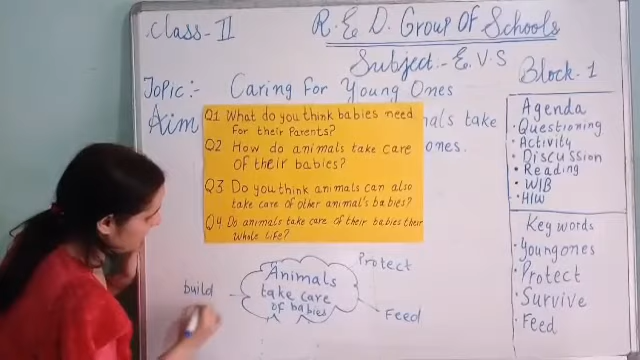 Class-II
R.E D. Group Of Schools
Subject:- E.V.S
Block-1
Topic:- Caring For Young Ones
Aim
mals take
ones.
Q1 What do you think babies need
For their Parents?
Q2 How do animals take care
of their babies?
Q3 Do you think animals can also
take care of other animal's babies?
Q4 Do animals take care of their babies their
whole life?
Animals
take care
of babies
Protect
Feed
build
Agenda
Questioning
Activity
Discussion
Reading
WIB
H/W
Key words
Young ones
Protect
Survive
Feed